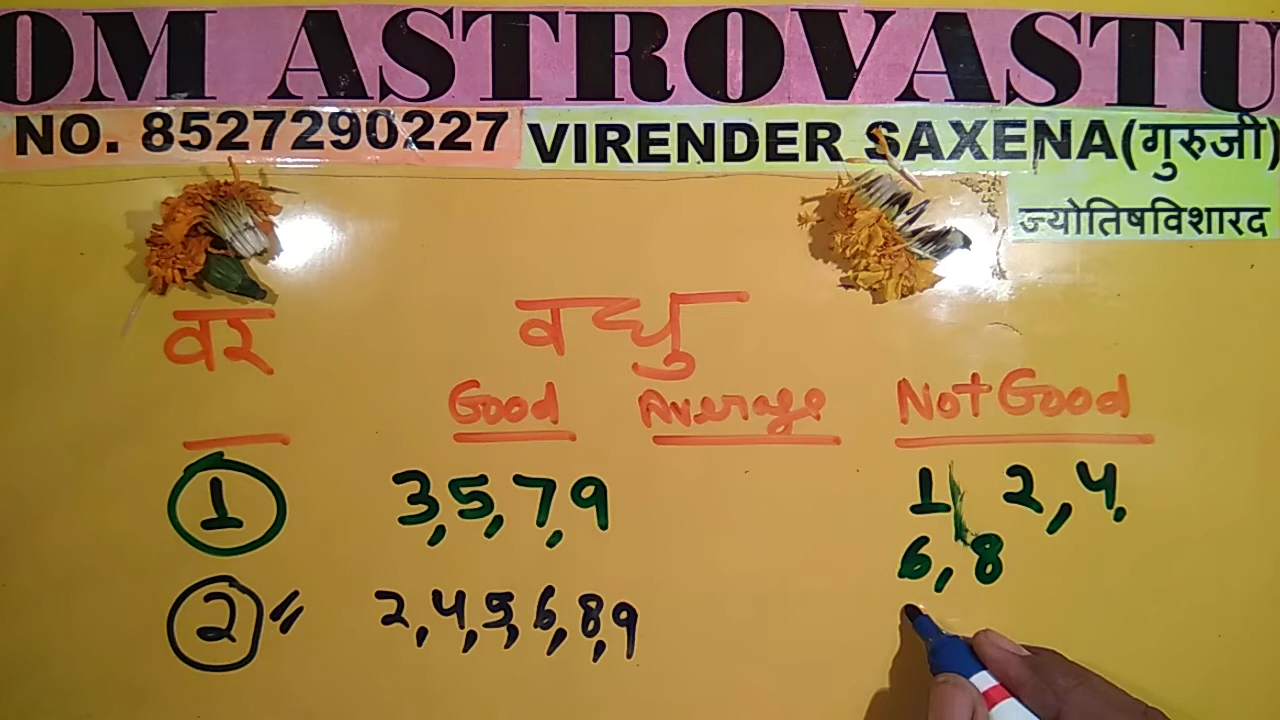 OM ASTROVASTU
NO. 8527290227 VIRENDER SAXENA(गुरुजी)
ज्योतिषविशारद
वर वधु
Good Average Not Good
1 3,5,7,9 1, 2,4,
6,8
2 2,4,5,6,8,9